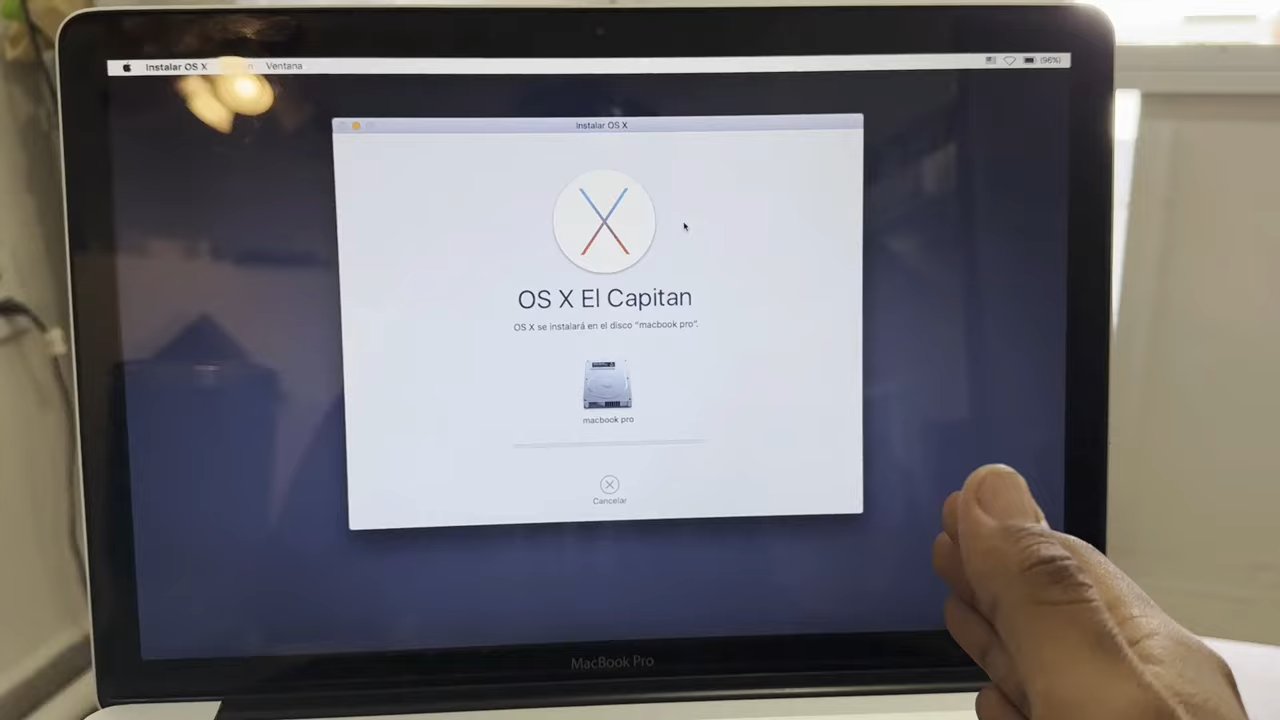 Instalar OS X
Ventana
(96%)
Instalar OS X
OS X El Capitan
OS X se instalará en el disco “macbook pro”.
macbook pro
Cancelar
MacBook Pro